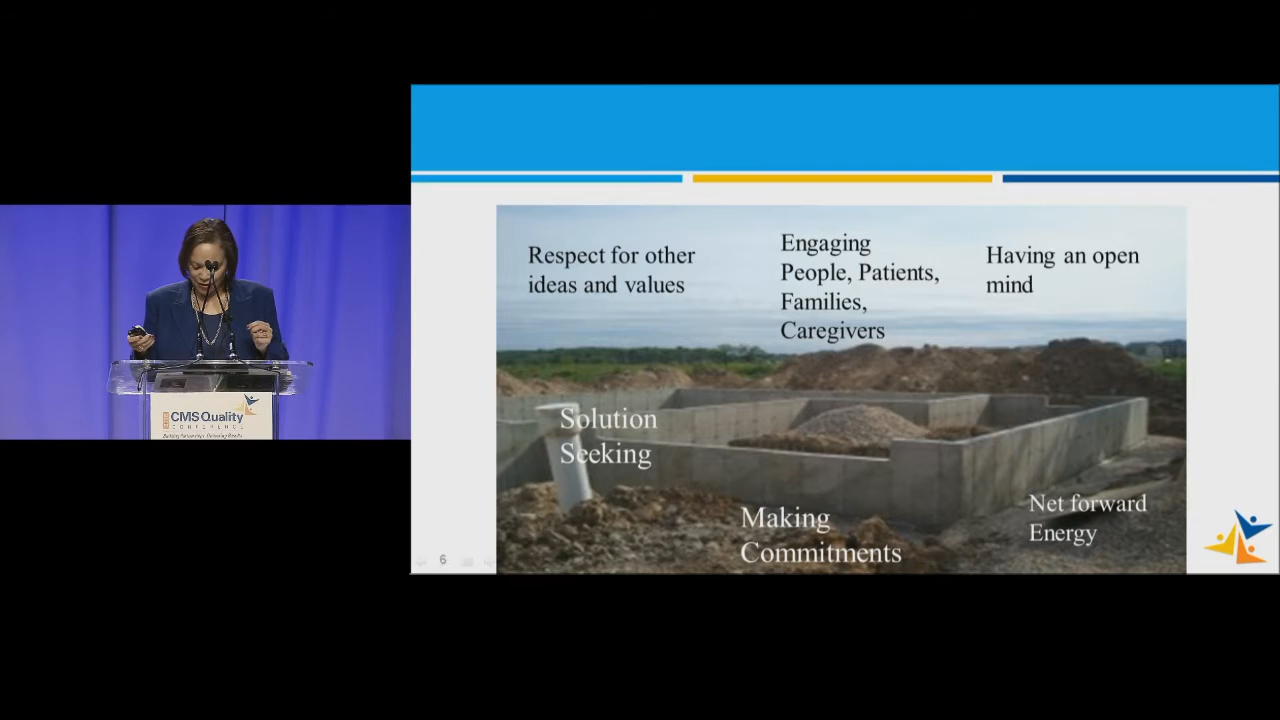 Respect for other
ideas and values
Engaging
People, Patients,
Families,
Caregivers
Having an open
mind
Solution
Seeking
Making
Commitments
Net forward
Energy
6
CMS Quality
CONFERENCE